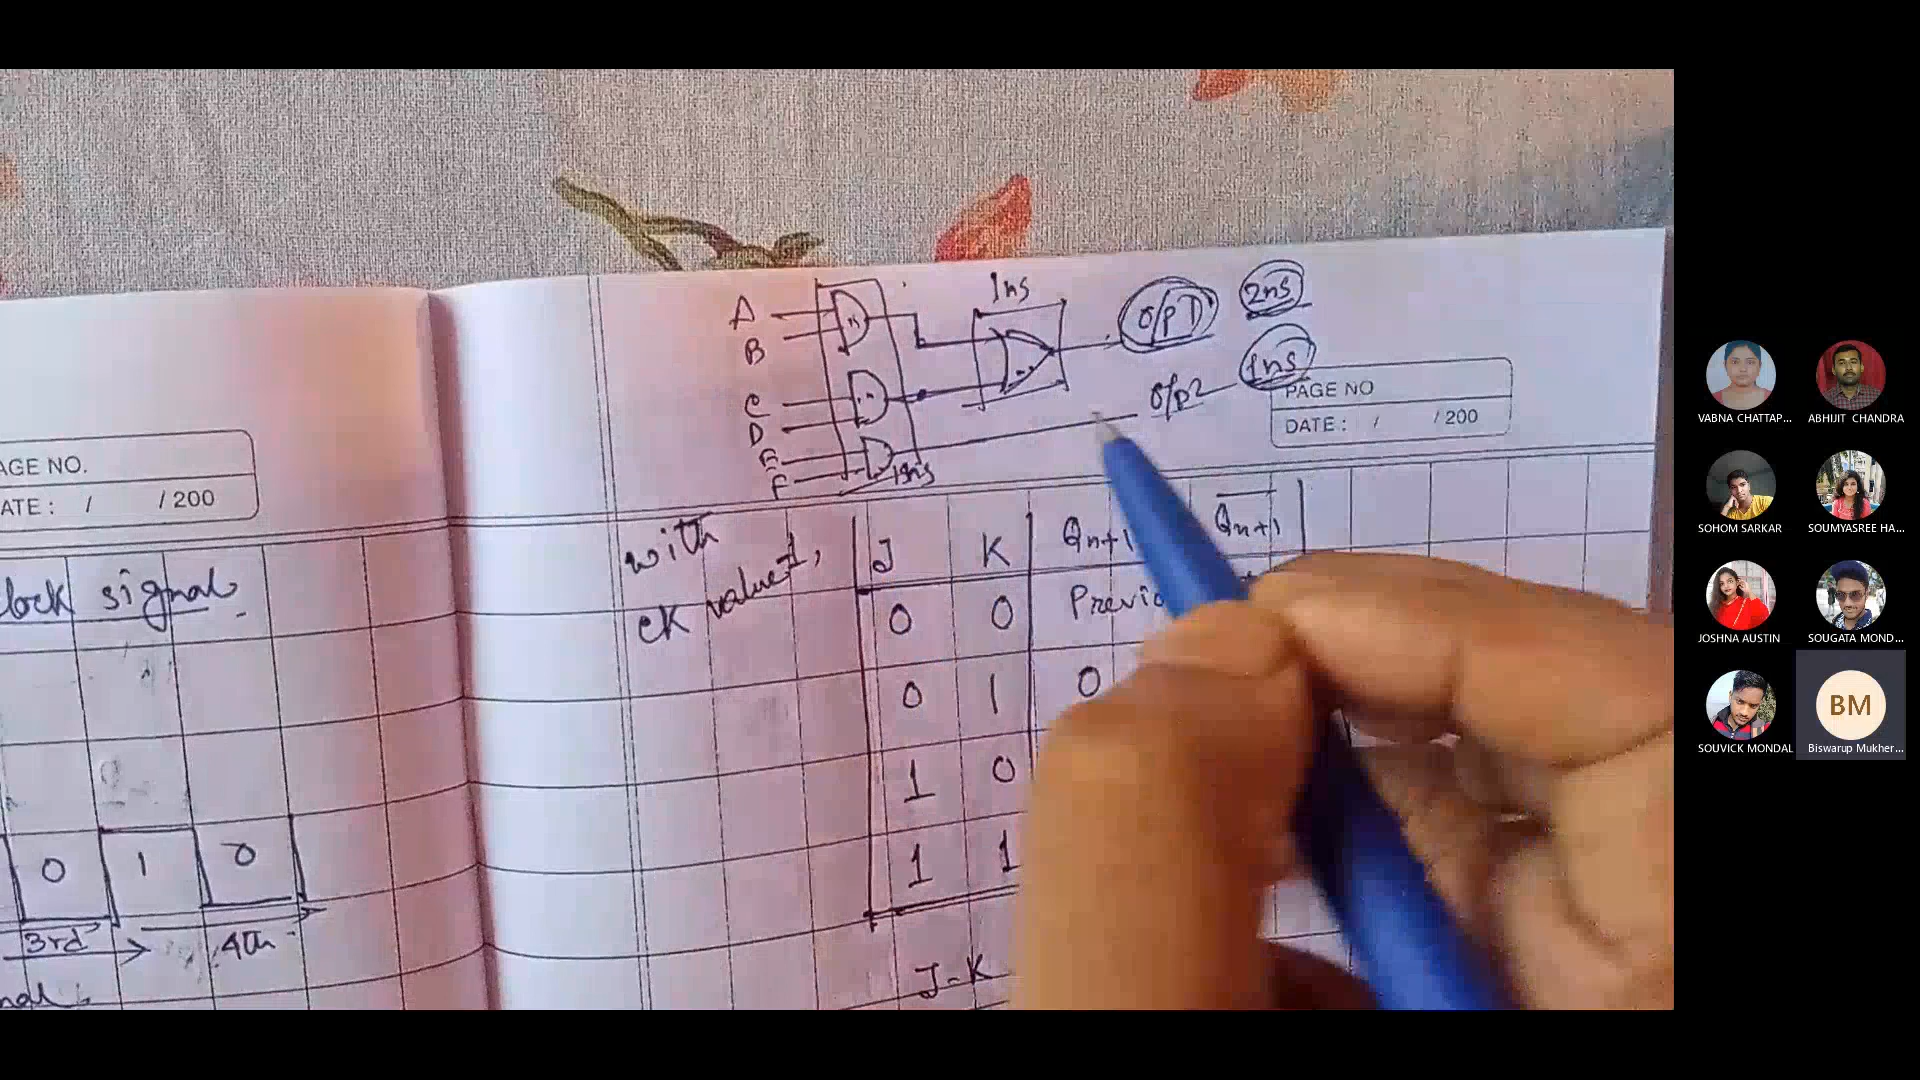 AGE NO.
ATE : / / 200
lock signal
0 1 0
3rd 4th
A
B
C
D
E
F
1ns
1ns
O/P1
2ns
O/p2
1ns
PAGE NO
DATE : / / 200
with
CK value 1,
J K Qn+1 Qn+1
0 0 Previo
0 1 0
1 0
1 1
J-K
VABNA CHATTAP...
ABHIJIT CHANDRA
SOHOM SARKAR
SOUMYASREE HA...
JOSHNA AUSTIN
SOUGATA MOND...
SOUVICK MONDAL
BM
Biswarup Mukher...